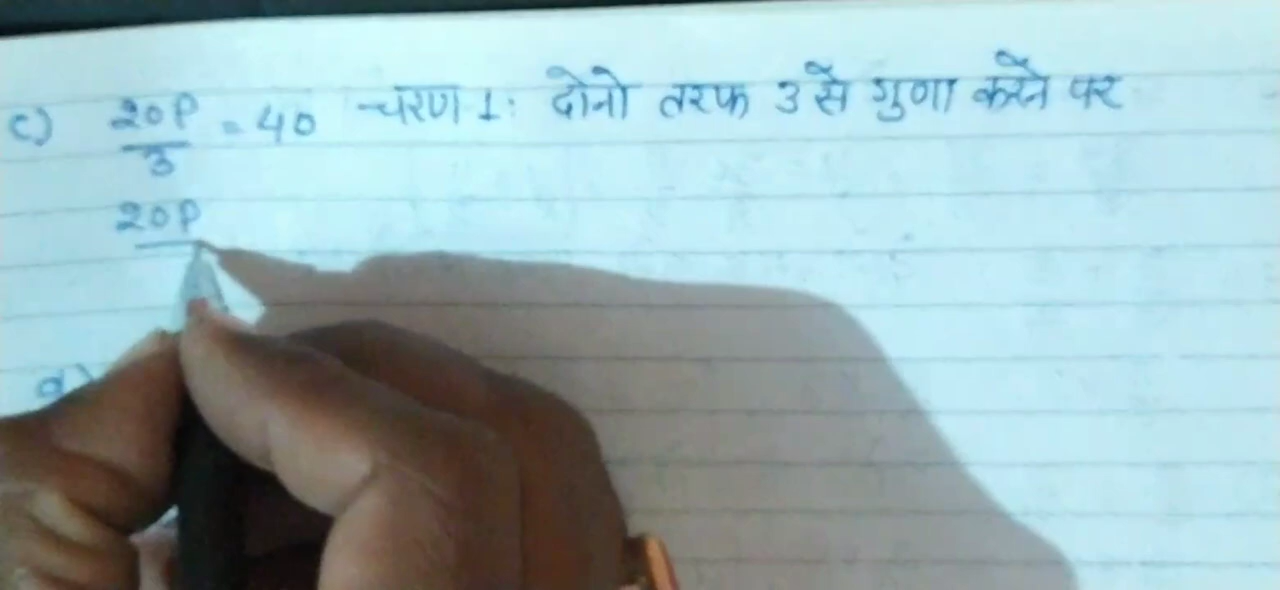 c) 20P/3 = 40 चरण 1: दोनो तरफ 3 से गुणा करने पर
20P
d)